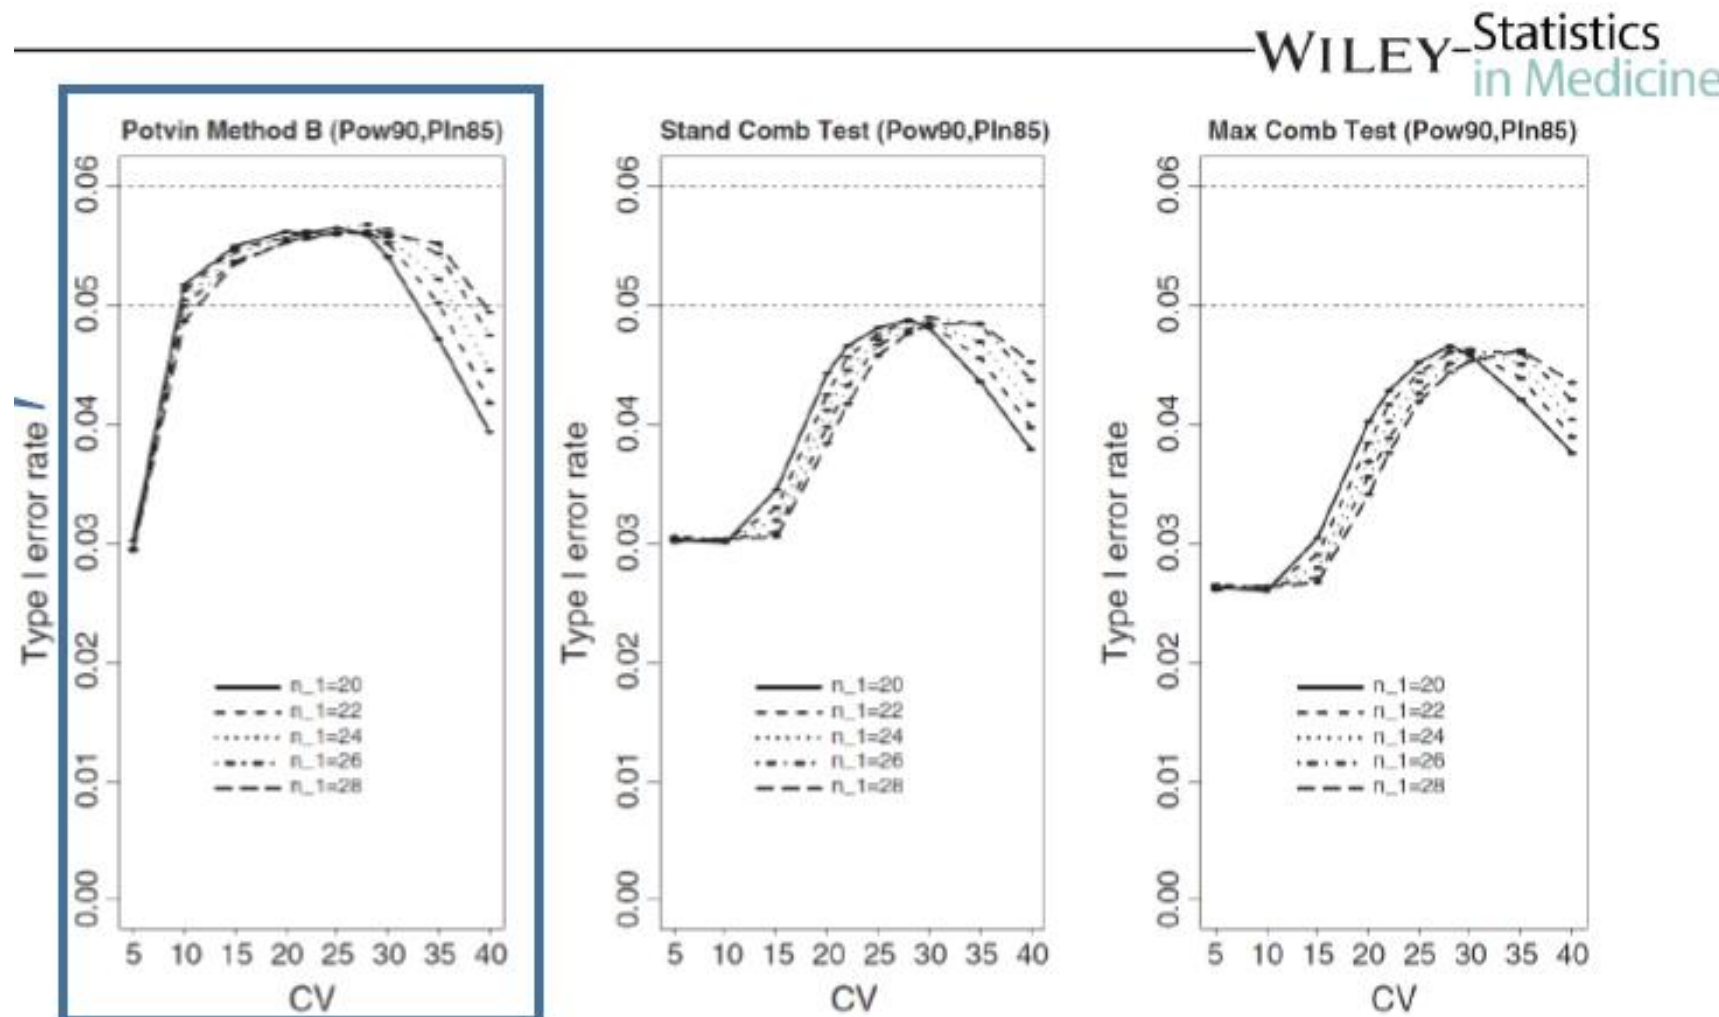 WILEY
Statistics
in Medicine
Potvin Method B (Pow90,Pln85)
Type I error rate
0.06
0.05
0.04
0.03
0.02
0.01
0.00
n_1=20
n_1=22
n_1=24
n_1=26
n_1=28
5 10 15 20 25 30 35 40
CV
Stand Comb Test (Pow90,Pln85)
Type I error rate
0.06
0.05
0.04
0.03
0.02
0.01
0.00
n_1=20
n_1=22
n_1=24
n_1=26
n_1=28
5 10 15 20 25 30 35 40
CV
Max Comb Test (Pow90,Pln85)
Type I error rate
0.06
0.05
0.04
0.03
0.02
0.01
0.00
n_1=20
n_1=22
n_1=24
n_1=26
n_1=28
5 10 15 20 25 30 35 40
CV